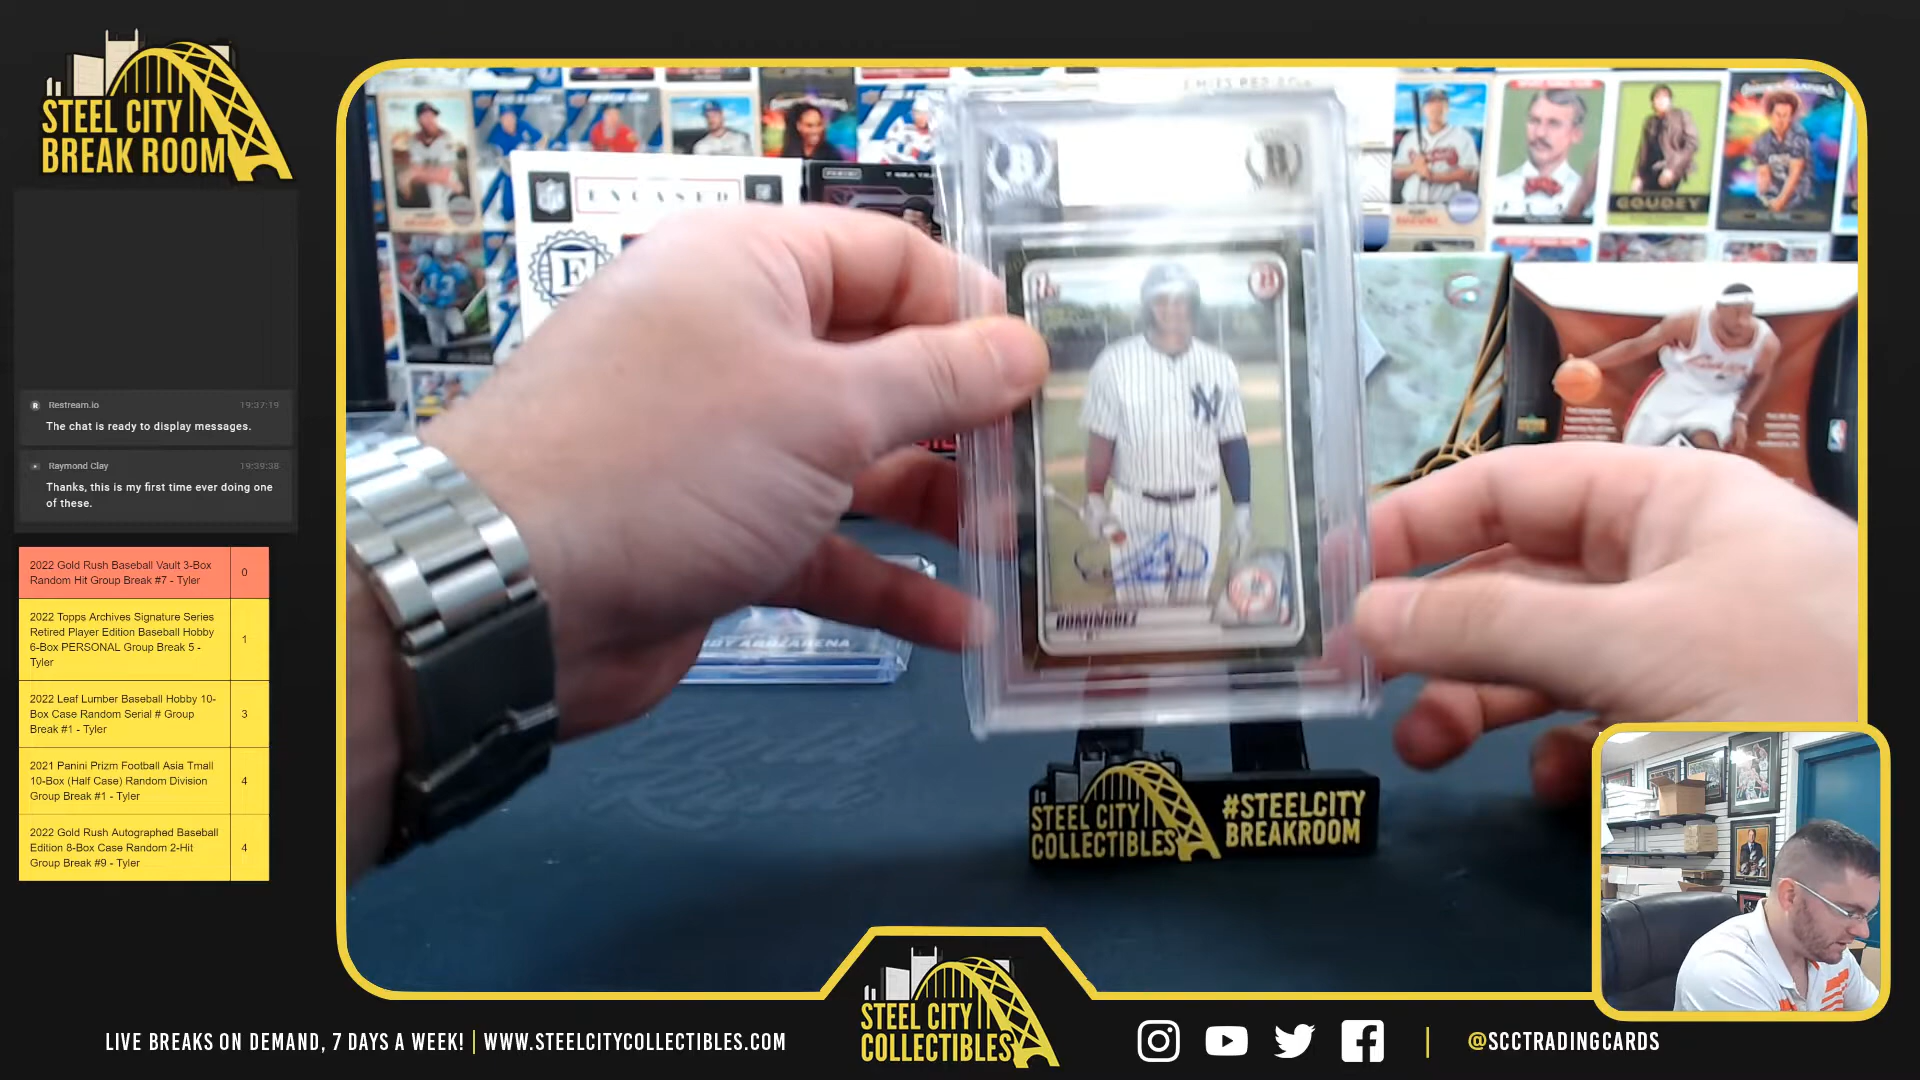 STEEL CITY
BREAK ROOM
Restream.io 19:37:19
The chat is ready to display messages.
Raymond Clay 19:39:38
Thanks, this is my first time ever doing one
of these.
2022 Gold Rush Baseball Vault 3-Box
Random Hit Group Break #7 - Tyler
0
2022 Topps Archives Signature Series
Retired Player Edition Baseball Hobby
6-Box PERSONAL Group Break 5 -
Tyler
1
2022 Leaf Lumber Baseball Hobby 10-
Box Case Random Serial # Group
Break #1 - Tyler
3
2021 Panini Prizm Football Asia Tmall
10-Box (Half Case) Random Division
Group Break #1 - Tyler
4
2022 Gold Rush Autographed Baseball
Edition 8-Box Case Random 2-Hit
Group Break #9 - Tyler
4
ENCASED
NFL
E
GOUDEY
B
NY
DOMINGUEZ
STEEL CITY
COLLECTIBLES
#STEELCITY
BREAKROOM
LIVE BREAKS ON DEMAND, 7 DAYS A WEEK! | WWW.STEELCITYCOLLECTIBLES.COM
STEEL CITY
COLLECTIBLES
@SCCTRADINGCARDS